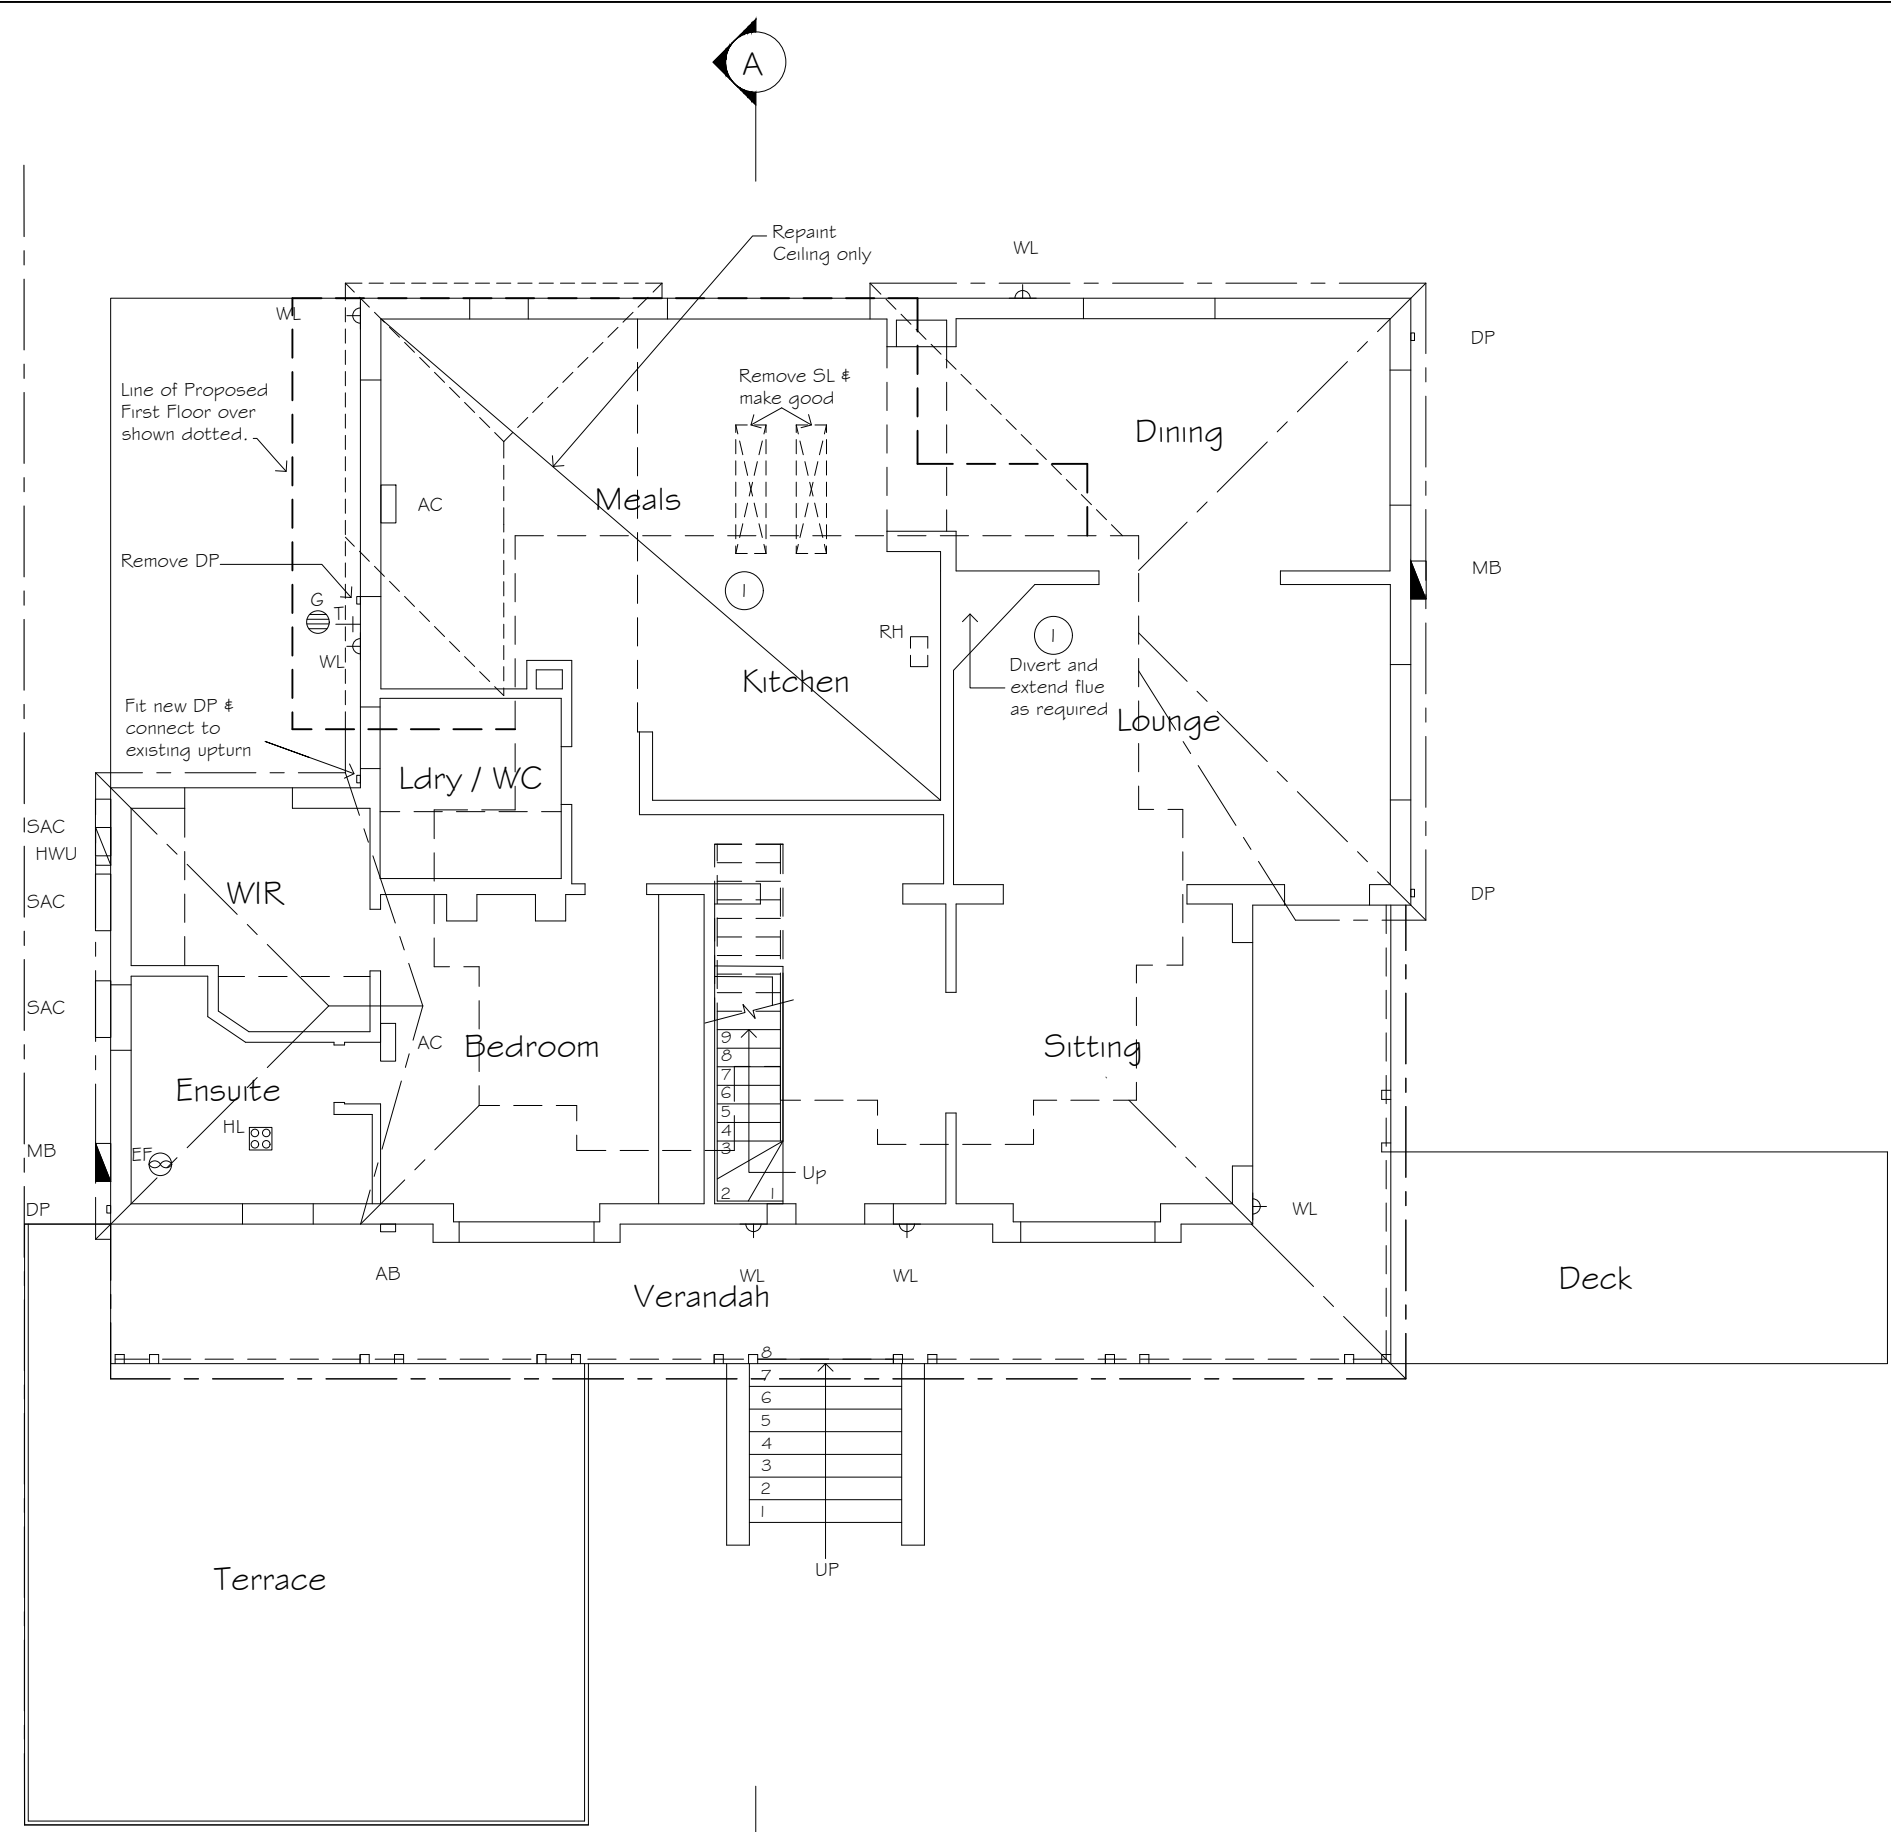 A
Repaint
Ceiling only
WL
WL
DP
Line of Proposed
First Floor over
shown dotted.
Remove SL &
make good
Dining
Meals
AC
Remove DP
MB
G
T
I
RH
I
WL
Divert and
extend flue
as required
Kitchen
Fit new DP &
connect to
existing upturn
Lounge
Ldry / WC
SAC
HWU
WIR
SAC
DP
SAC
AC
Bedroom
Sitting
9
8
7
6
5
4
3
2
1
Ensuite
HL
MB
EF
Up
DP
WL
AB
WL
WL
Verandah
Deck
8
7
6
5
4
3
2
1
UP
Terrace